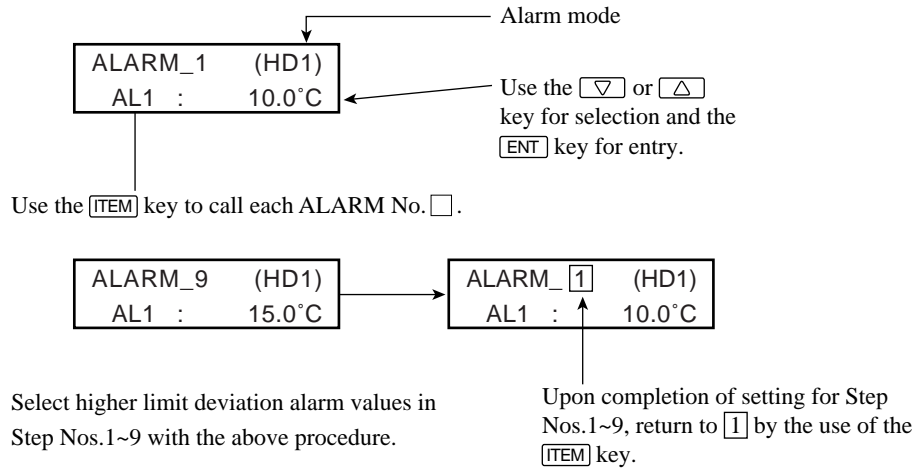 Alarm mode
ALARM_1 (HD1)
AL1 : 10.0˚C
Use the ▽ or △
key for selection and the
ENT key for entry.
Use the ITEM key to call each ALARM No. □ .
ALARM_9 (HD1)
AL1 : 15.0˚C
ALARM_ 1 (HD1)
AL1 : 10.0˚C
Select higher limit deviation alarm values in
Step Nos.1~9 with the above procedure.
Upon completion of setting for Step
Nos.1~9, return to 1 by the use of the
ITEM key.